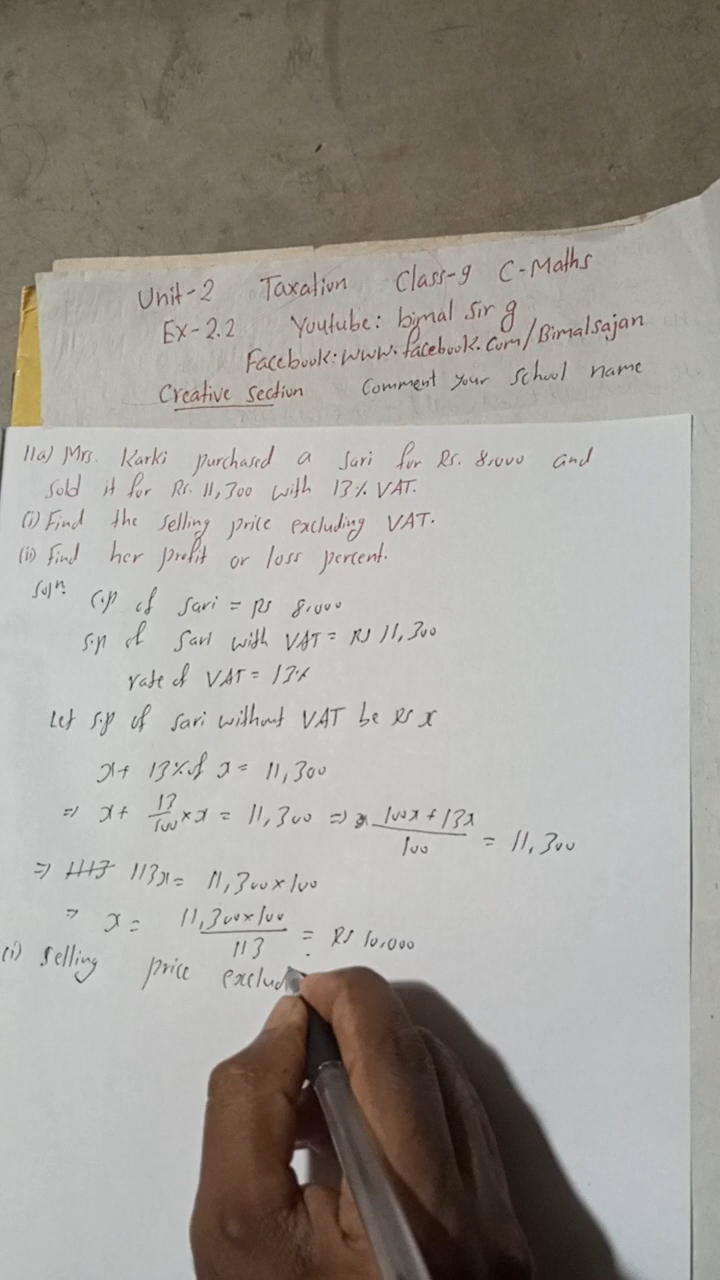 Unit-2 Taxation Class-9 C-Maths
Ex-2.2 Youtube: bimal sir g
Facebook: www.facebook.com/Bimalsajan
Creative section Comment your school name
11a) Mrs. Karki purchased a sari for Rs. 8,000 and
sold it for Rs. 11,300 with 13% VAT.
(i) Find the selling price excluding VAT.
(ii) Find her profit or loss percent.
Soln:
C.p of sari = Rs 8,000
s.p of sari with VAT = Rs 11,300
rate of VAT = 13%
Let s.p of sari without VAT be Rs x
x + 13% of x = 11,300
⇒ x + 13/100 × x = 11,300 ⇒ 100x + 13x / 100 = 11,300
⇒ 113x = 11,300 × 100
⇒ x = 11,300 × 100 / 113 = Rs 10,000
(i) selling price exclud